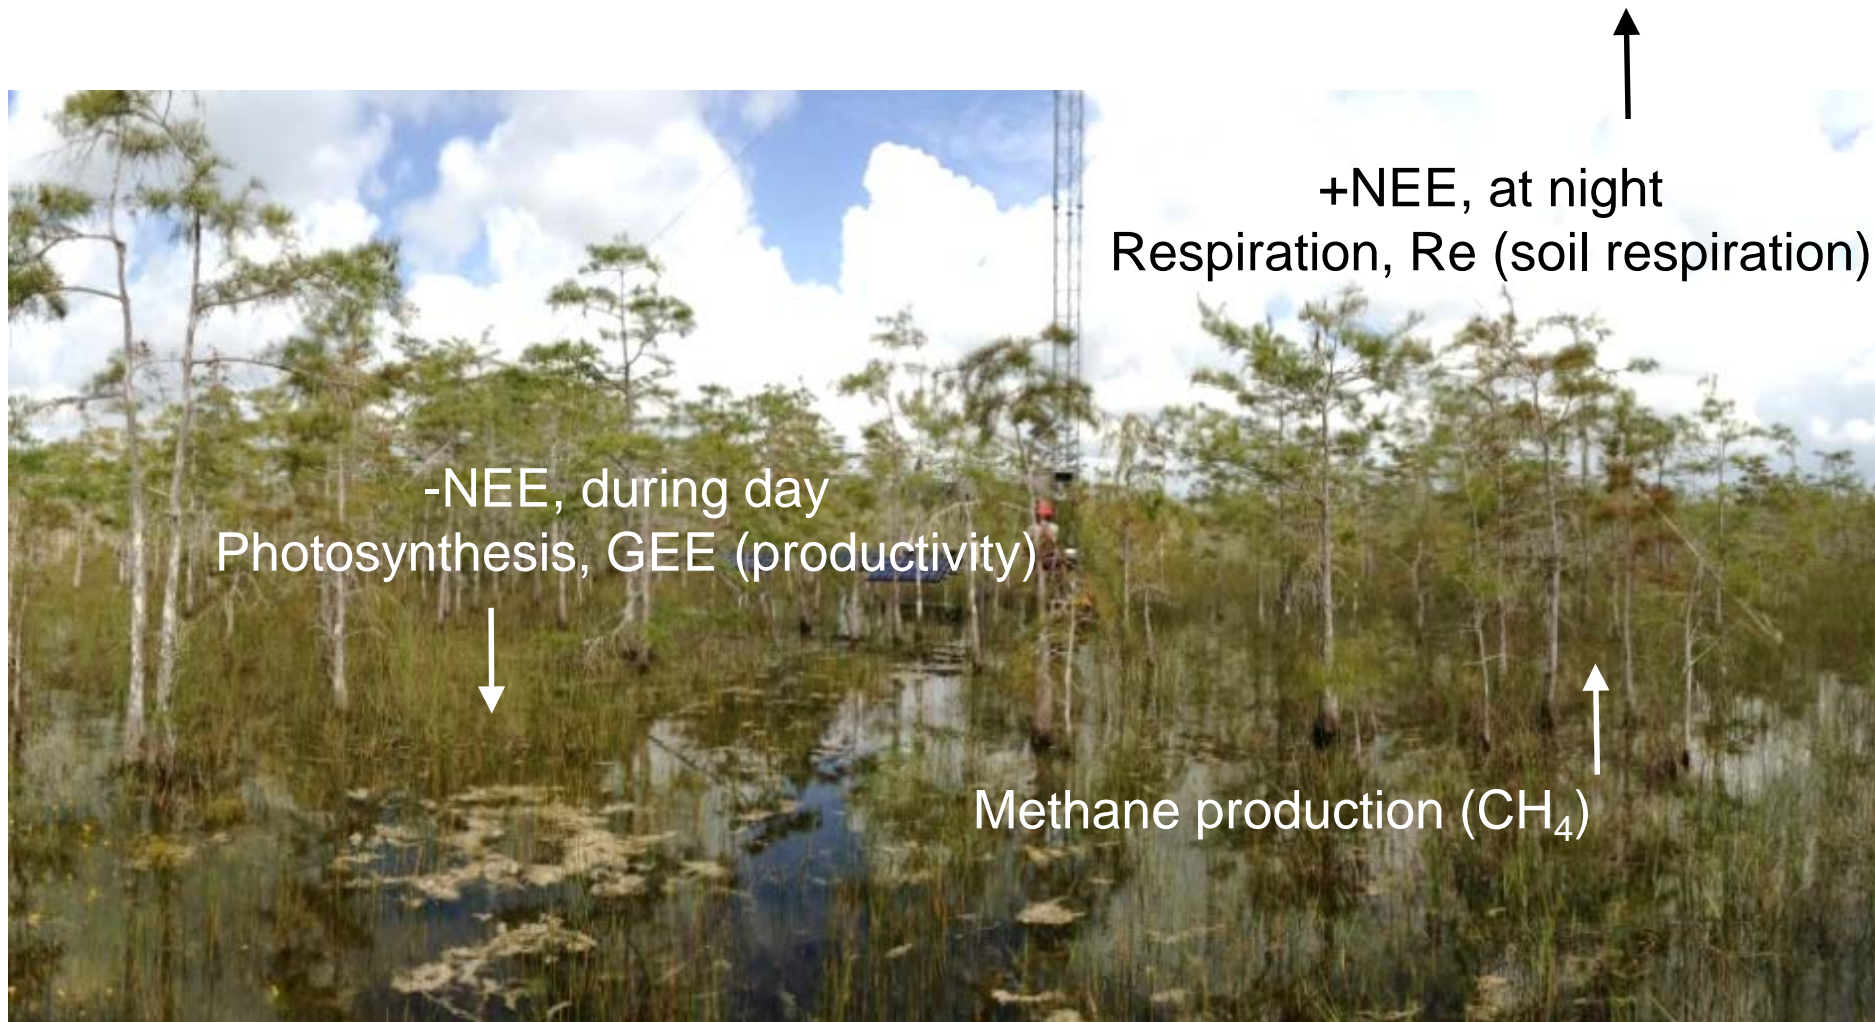 +NEE, at night
Respiration, Re (soil respiration)
-NEE, during day
Photosynthesis, GEE (productivity)
Methane production (CH₄)